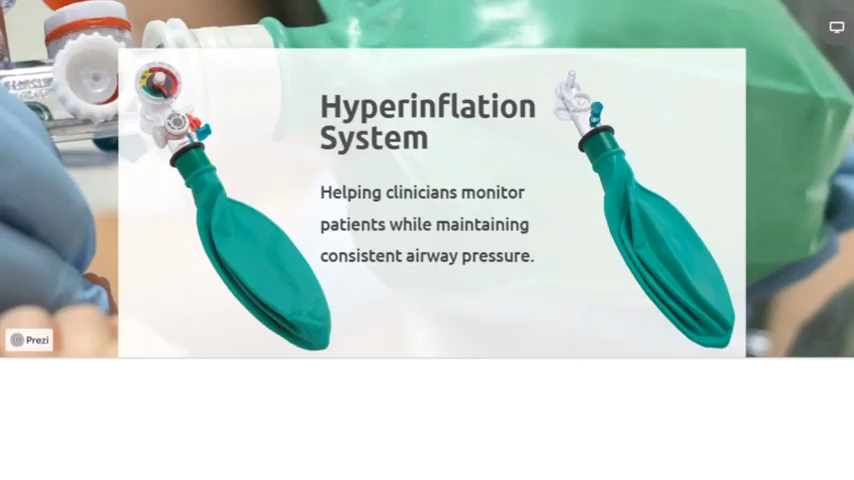 Hyperinflation
System
Helping clinicians monitor
patients while maintaining
consistent airway pressure.
Prezi